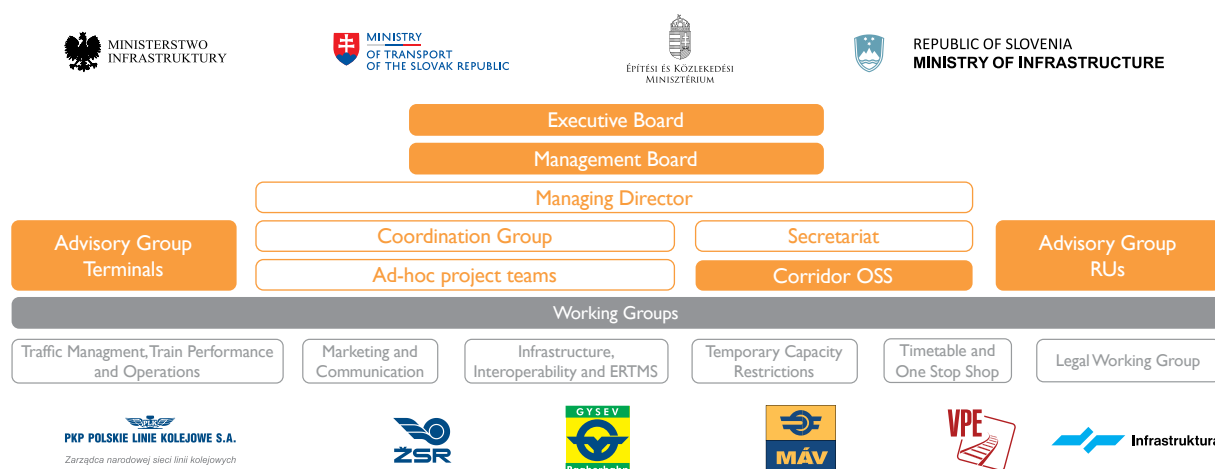 MINISTERSTWO
INFRASTRUKTURY
MINISTRY
OF TRANSPORT
OF THE SLOVAK REPUBLIC
ÉPÍTÉSI ÉS KÖZLEKEDÉSI
MINISZTÉRIUM
REPUBLIC OF SLOVENIA
MINISTRY OF INFRASTRUCTURE
Executive Board
Management Board
Managing Director
Advisory Group
Terminals
Coordination Group
Secretariat
Advisory Group
RUs
Ad-hoc project teams
Corridor OSS
Working Groups
Traffic Managment, Train Performance
and Operations
Marketing and
Communication
Infrastructure,
Interoperability and ERTMS
Temporary Capacity
Restrictions
Timetable and
One Stop Shop
Legal Working Group
PLK
PKP POLSKIE LINIE KOLEJOWE S.A.
Zarządca narodowej sieci linii kolejowych
ŽSR
GYSEV
MÁV
VPE
Infrastruktura